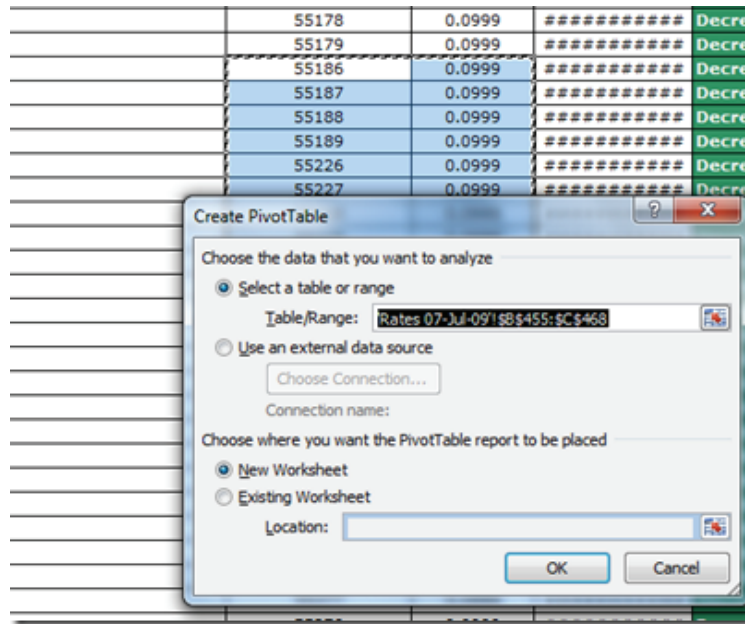 55178 0.0999 ########### Decre
55179 0.0999 ########### Decre
55186 0.0999 ########### Decre
55187 0.0999 ########### Decre
55188 0.0999 ########### Decre
55189 0.0999 ########### Decre
55226 0.0999 ########### Decre
55227 0.0999 ########### Decre
Create PivotTable
Choose the data that you want to analyze
Select a table or range
Table/Range: 'Rates 07-Jul-09'!$B$455:$C$468
Use an external data source
Choose Connection...
Connection name:
Choose where you want the PivotTable report to be placed
New Worksheet
Existing Worksheet
Location:
OK Cancel